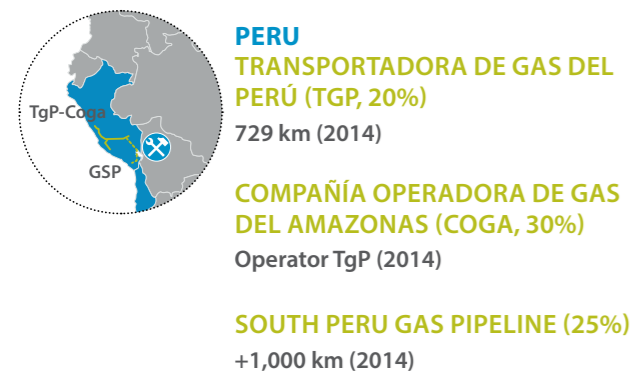 PERU
TRANSPORTADORA DE GAS DEL
PERÚ (TGP, 20%)
729 km (2014)
TgP-Coga
GSP
COMPAÑÍA OPERADORA DE GAS
DEL AMAZONAS (COGA, 30%)
Operator TgP (2014)
SOUTH PERU GAS PIPELINE (25%)
+1,000 km (2014)